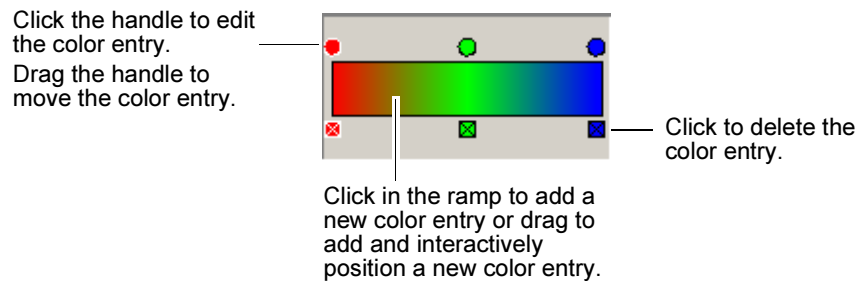 Click the handle to edit
the color entry.
Drag the handle to
move the color entry.
Click to delete the
color entry.
Click in the ramp to add a
new color entry or drag to
add and interactively
position a new color entry.